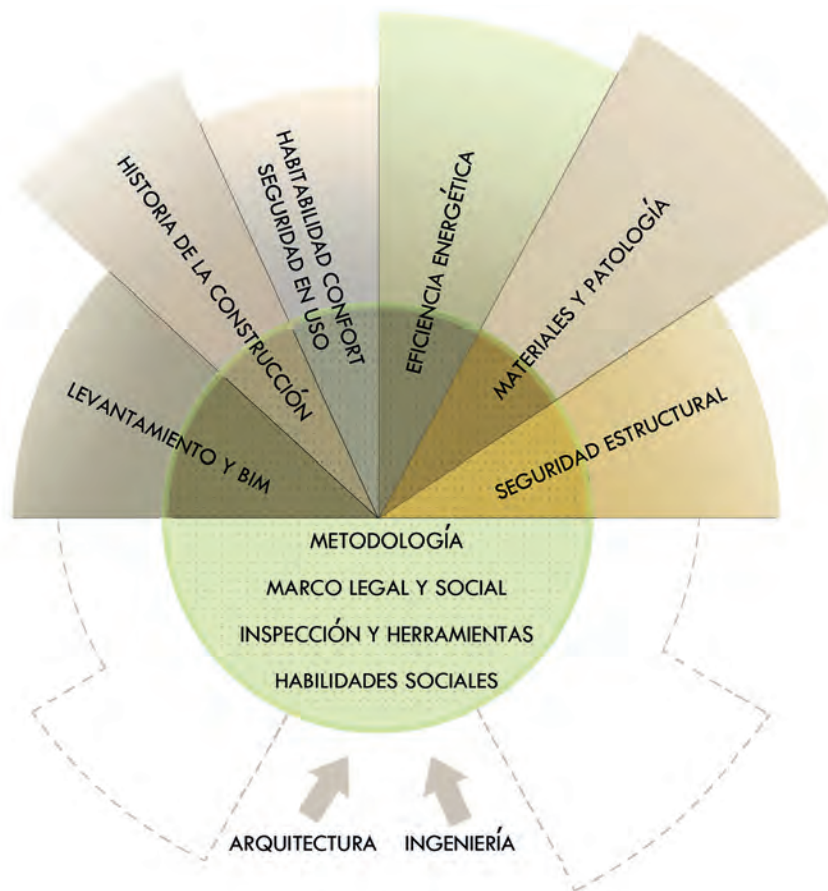 LEVANTAMIENTO Y BIM
HISTORIA DE LA CONSTRUCCIÓN
HABITABILIDAD CONFORT
SEGURIDAD EN USO
EFICIENCIA ENERGÉTICA
MATERIALES Y PATOLOGÍA
SEGURIDAD ESTRUCTURAL
METODOLOGÍA
MARCO LEGAL Y SOCIAL
INSPECCIÓN Y HERRAMIENTAS
HABILIDADES SOCIALES
ARQUITECTURA
INGENIERÍA